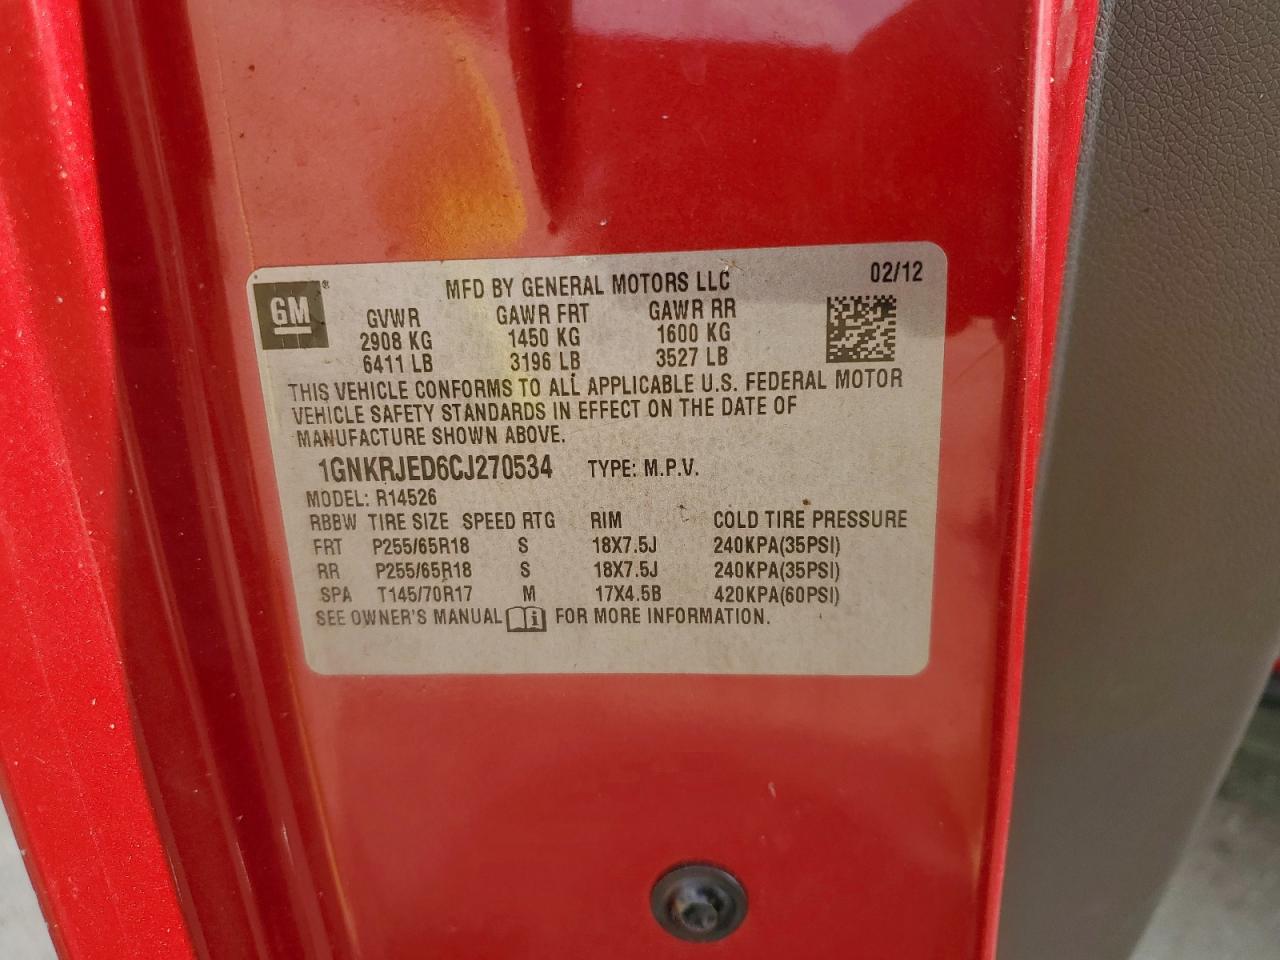 GM®
MFD BY GENERAL MOTORS LLC 02/12
GVWR GAWR FRT GAWR RR
2908 KG 1450 KG 1600 KG
6411 LB 3196 LB 3527 LB
THIS VEHICLE CONFORMS TO ALL APPLICABLE U.S. FEDERAL MOTOR
VEHICLE SAFETY STANDARDS IN EFFECT ON THE DATE OF
MANUFACTURE SHOWN ABOVE.
1GNKRJED6CJ270534 TYPE: M.P.V.
MODEL: R14526
RBBW TIRE SIZE SPEED RTG RIM COLD TIRE PRESSURE
FRT P255/65R18 S 18X7.5J 240KPA(35PSI)
RR P255/65R18 S 18X7.5J 240KPA(35PSI)
SPA T145/70R17 M 17X4.5B 420KPA(60PSI)
SEE OWNER'S MANUAL i FOR MORE INFORMATION.